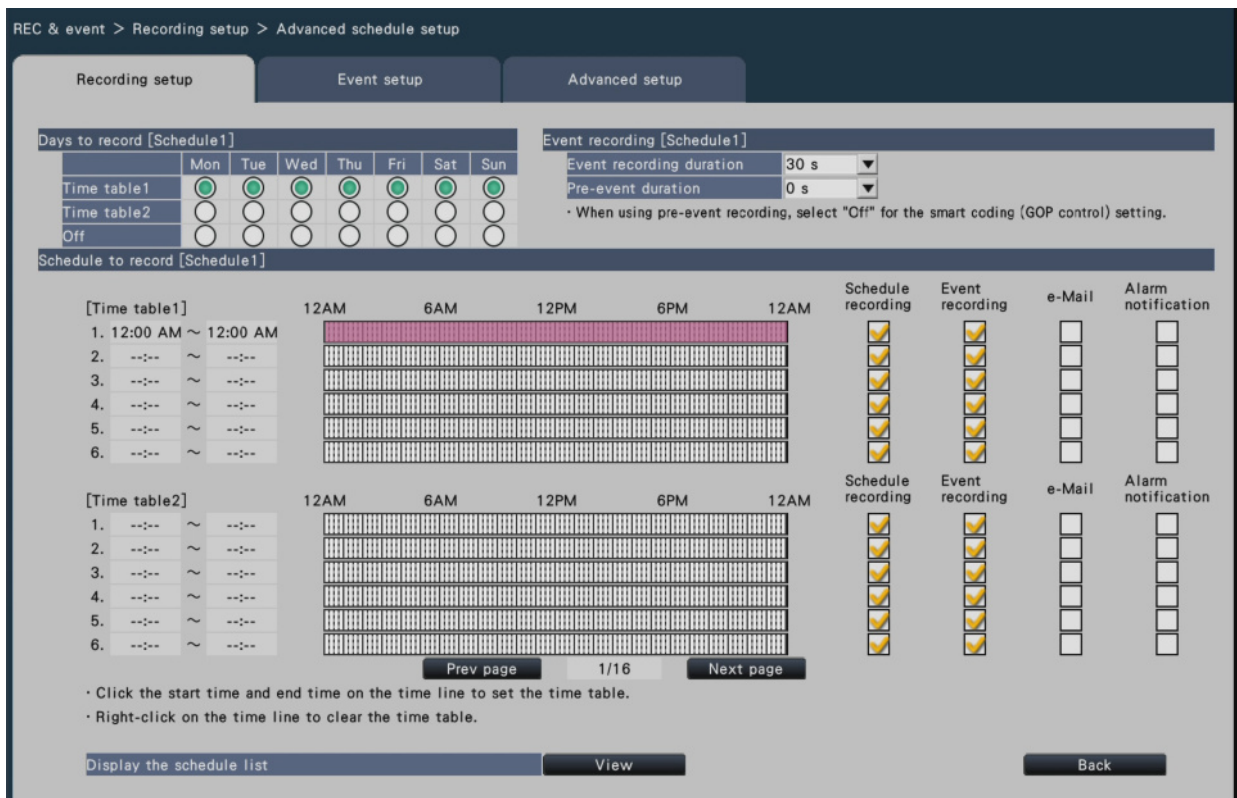 REC & event > Recording setup > Advanced schedule setup
Recording setup Event setup Advanced setup
Days to record [Schedule1]
Mon Tue Wed Thu Fri Sat Sun
Time table1
Time table2
Off
Event recording [Schedule1]
Event recording duration 30 s
Pre-event duration 0 s
・When using pre-event recording, select "Off" for the smart coding (GOP control) setting.
Schedule to record [Schedule1]
[Time table1] 12AM 6AM 12PM 6PM 12AM Schedule recording Event recording e-Mail Alarm notification
1. 12:00 AM ~ 12:00 AM
2. --:-- ~ --:--
3. --:-- ~ --:--
4. --:-- ~ --:--
5. --:-- ~ --:--
6. --:-- ~ --:--
[Time table2] 12AM 6AM 12PM 6PM 12AM Schedule recording Event recording e-Mail Alarm notification
1. --:-- ~ --:--
2. --:-- ~ --:--
3. --:-- ~ --:--
4. --:-- ~ --:--
5. --:-- ~ --:--
6. --:-- ~ --:--
Prev page 1/16 Next page
・Click the start time and end time on the time line to set the time table.
・Right-click on the time line to clear the time table.
Display the schedule list View Back